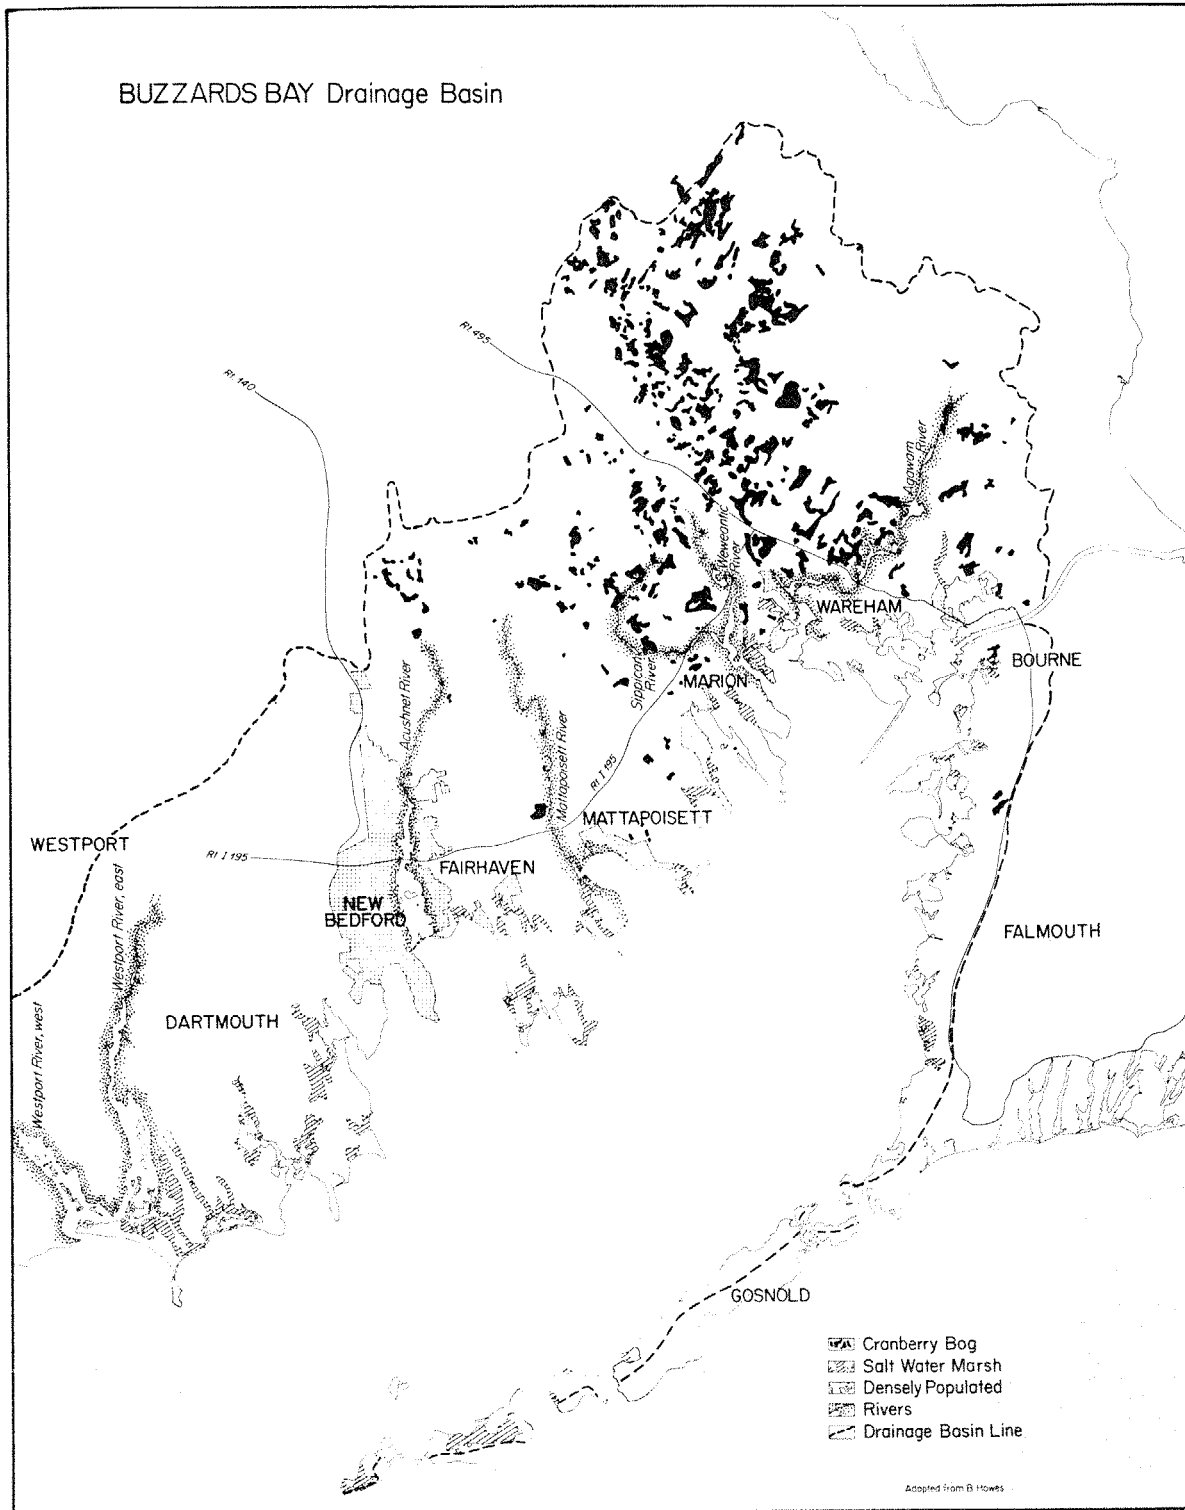 BUZZARDS BAY Drainage Basin
Rt. 495
Rt. 140
Agawam
River
Weweantic
River
WAREHAM
BOURNE
Sippican
River
MARION
Acushnet River
Mattapoisett River
Rt I 195
MATTAPOISETT
WESTPORT
Rt I 195
FAIRHAVEN
NEW
BEDFORD
Westport River, east
FALMOUTH
DARTMOUTH
Westport River, west
GOSNOLD
Cranberry Bog
Salt Water Marsh
Densely Populated
Rivers
Drainage Basin Line
Adapted from B Howes